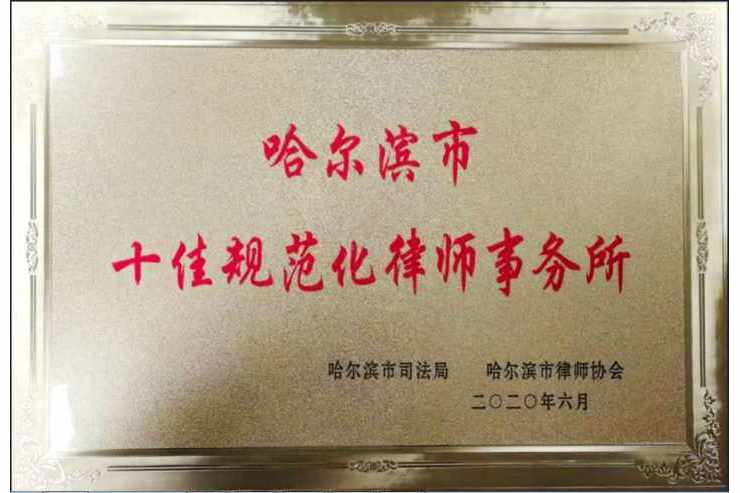 哈尔滨市
十佳规范化律师事务所
哈尔滨市司法局 哈尔滨市律师协会
二〇二〇年六月